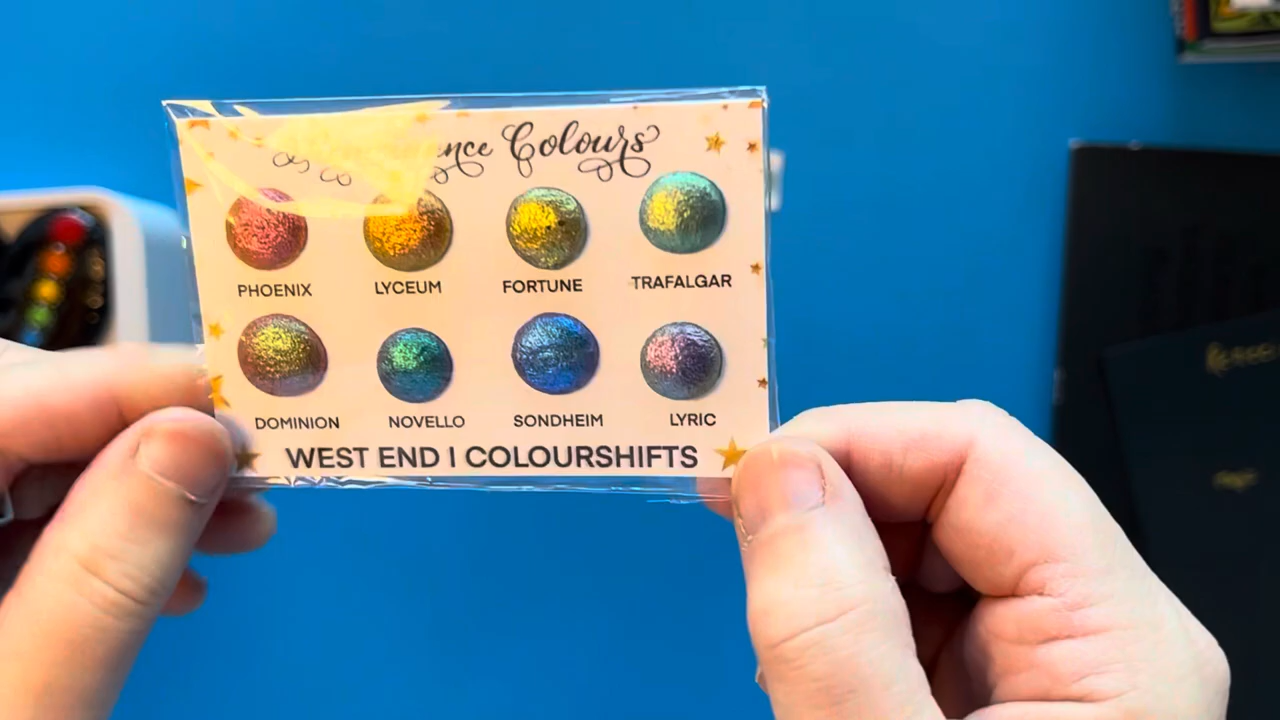 Colours
PHOENIX LYCEUM FORTUNE TRAFALGAR
DOMINION NOVELLO SONDHEIM LYRIC
WEST END I COLOURSHIFTS